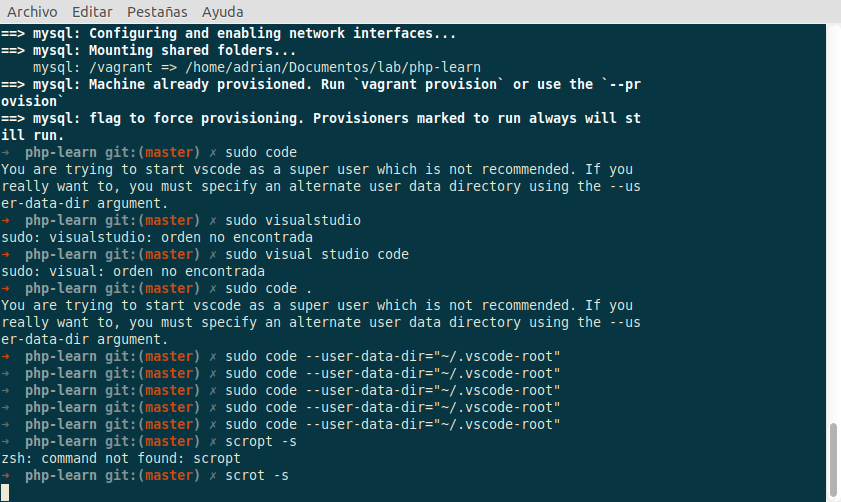 Archivo Editar Pestañas Ayuda
==> mysql: Configuring and enabling network interfaces...
==> mysql: Mounting shared folders...
    mysql: /vagrant => /home/adrian/Documentos/lab/php-learn
==> mysql: Machine already provisioned. Run `vagrant provision` or use the `--pr
ovision`
==> mysql: flag to force provisioning. Provisioners marked to run always will st
ill run.
➜  php-learn git:(master) ✗ sudo code
You are trying to start vscode as a super user which is not recommended. If you
really want to, you must specify an alternate user data directory using the --us
er-data-dir argument.
➜  php-learn git:(master) ✗ sudo visualstudio
sudo: visualstudio: orden no encontrada
➜  php-learn git:(master) ✗ sudo visual studio code
sudo: visual: orden no encontrada
➜  php-learn git:(master) ✗ sudo code .
You are trying to start vscode as a super user which is not recommended. If you
really want to, you must specify an alternate user data directory using the --us
er-data-dir argument.
➜  php-learn git:(master) ✗ sudo code --user-data-dir="~/.vscode-root"
➜  php-learn git:(master) ✗ sudo code --user-data-dir="~/.vscode-root"
➜  php-learn git:(master) ✗ sudo code --user-data-dir="~/.vscode-root"
➜  php-learn git:(master) ✗ sudo code --user-data-dir="~/.vscode-root"
➜  php-learn git:(master) ✗ sudo code --user-data-dir="~/.vscode-root"
➜  php-learn git:(master) ✗ scropt -s
zsh: command not found: scropt
➜  php-learn git:(master) ✗ scrot -s